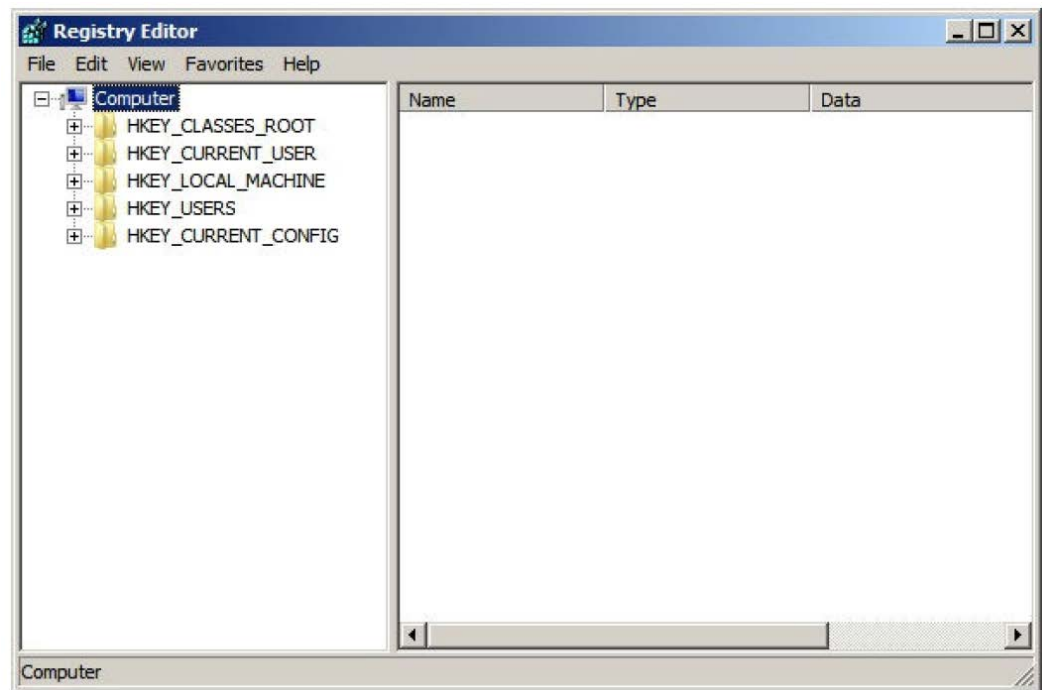 Registry Editor
File Edit View Favorites Help
Computer
HKEY_CLASSES_ROOT
HKEY_CURRENT_USER
HKEY_LOCAL_MACHINE
HKEY_USERS
HKEY_CURRENT_CONFIG
Name Type Data
Computer